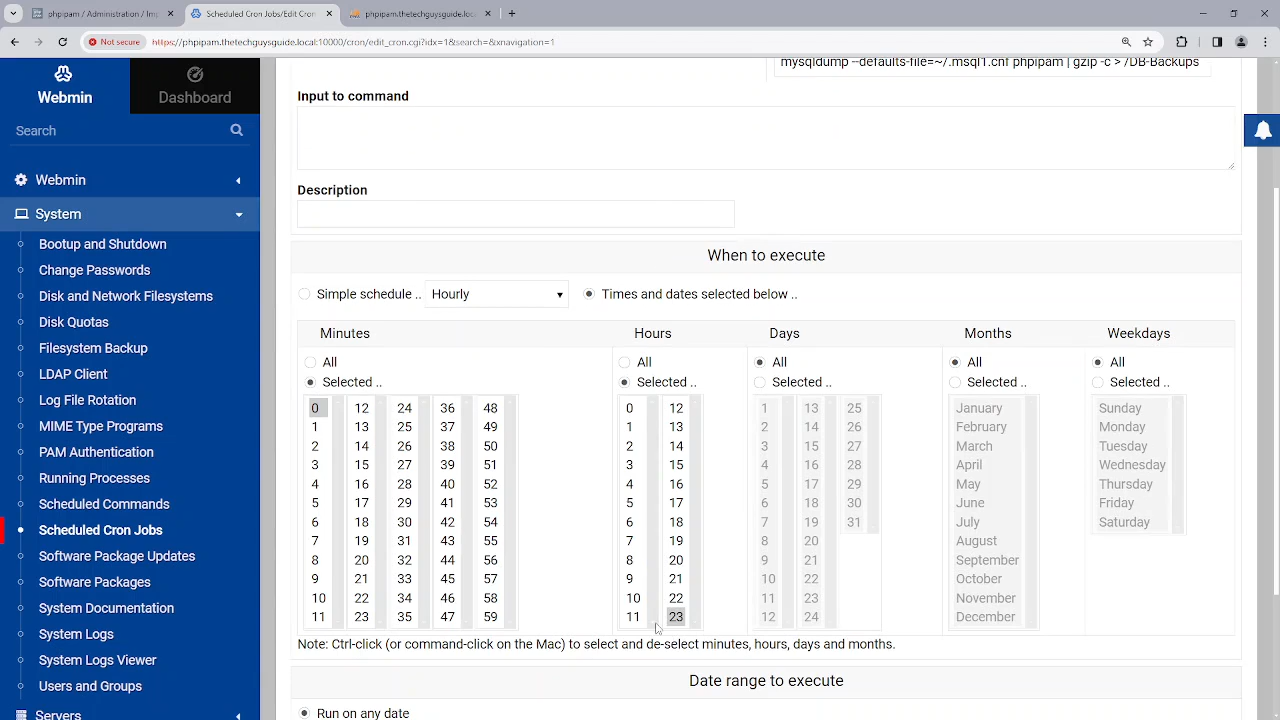 phpipam / Administration / Ins
Scheduled Cron Jobs/Edit Cron
phpipam.thetechguysguide.local
Not secure
https://phpipam.thetechguysguide.local:10000/cron/edit_cron.cgi?idx=1&search=&xnavigation=1
Webmin
Dashboard
Search
Webmin
System
Bootup and Shutdown
Change Passwords
Disk and Network Filesystems
Disk Quotas
Filesystem Backup
LDAP Client
Log File Rotation
MIME Type Programs
PAM Authentication
Running Processes
Scheduled Commands
Scheduled Cron Jobs
Software Package Updates
Software Packages
System Documentation
System Logs
System Logs Viewer
Users and Groups
Servers
mysqldump --defaults-file=~/.msql1.cnf phpipam | gzip -c > /DB-Backups
Input to command
Description
When to execute
Simple schedule .. Hourly Times and dates selected below ..
Minutes Hours Days Months Weekdays
All All All All All
Selected .. Selected .. Selected .. Selected .. Selected ..
0 12 24 36 48 0 12 1 13 25 January Sunday
1 13 25 37 49 1 13 2 14 26 February Monday
2 14 26 38 50 2 14 3 15 27 March Tuesday
3 15 27 39 51 3 15 4 16 28 April Wednesday
4 16 28 40 52 4 16 5 17 29 May Thursday
5 17 29 41 53 5 17 6 18 30 June Friday
6 18 30 42 54 6 18 7 19 31 July Saturday
7 19 31 43 55 7 19 8 20 August
8 20 32 44 56 8 20 9 21 September
9 21 33 45 57 9 21 10 22 October
10 22 34 46 58 10 22 11 23 November
11 23 35 47 59 11 23 12 24 December
Note: Ctrl-click (or command-click on the Mac) to select and de-select minutes, hours, days and months.
Date range to execute
Run on any date